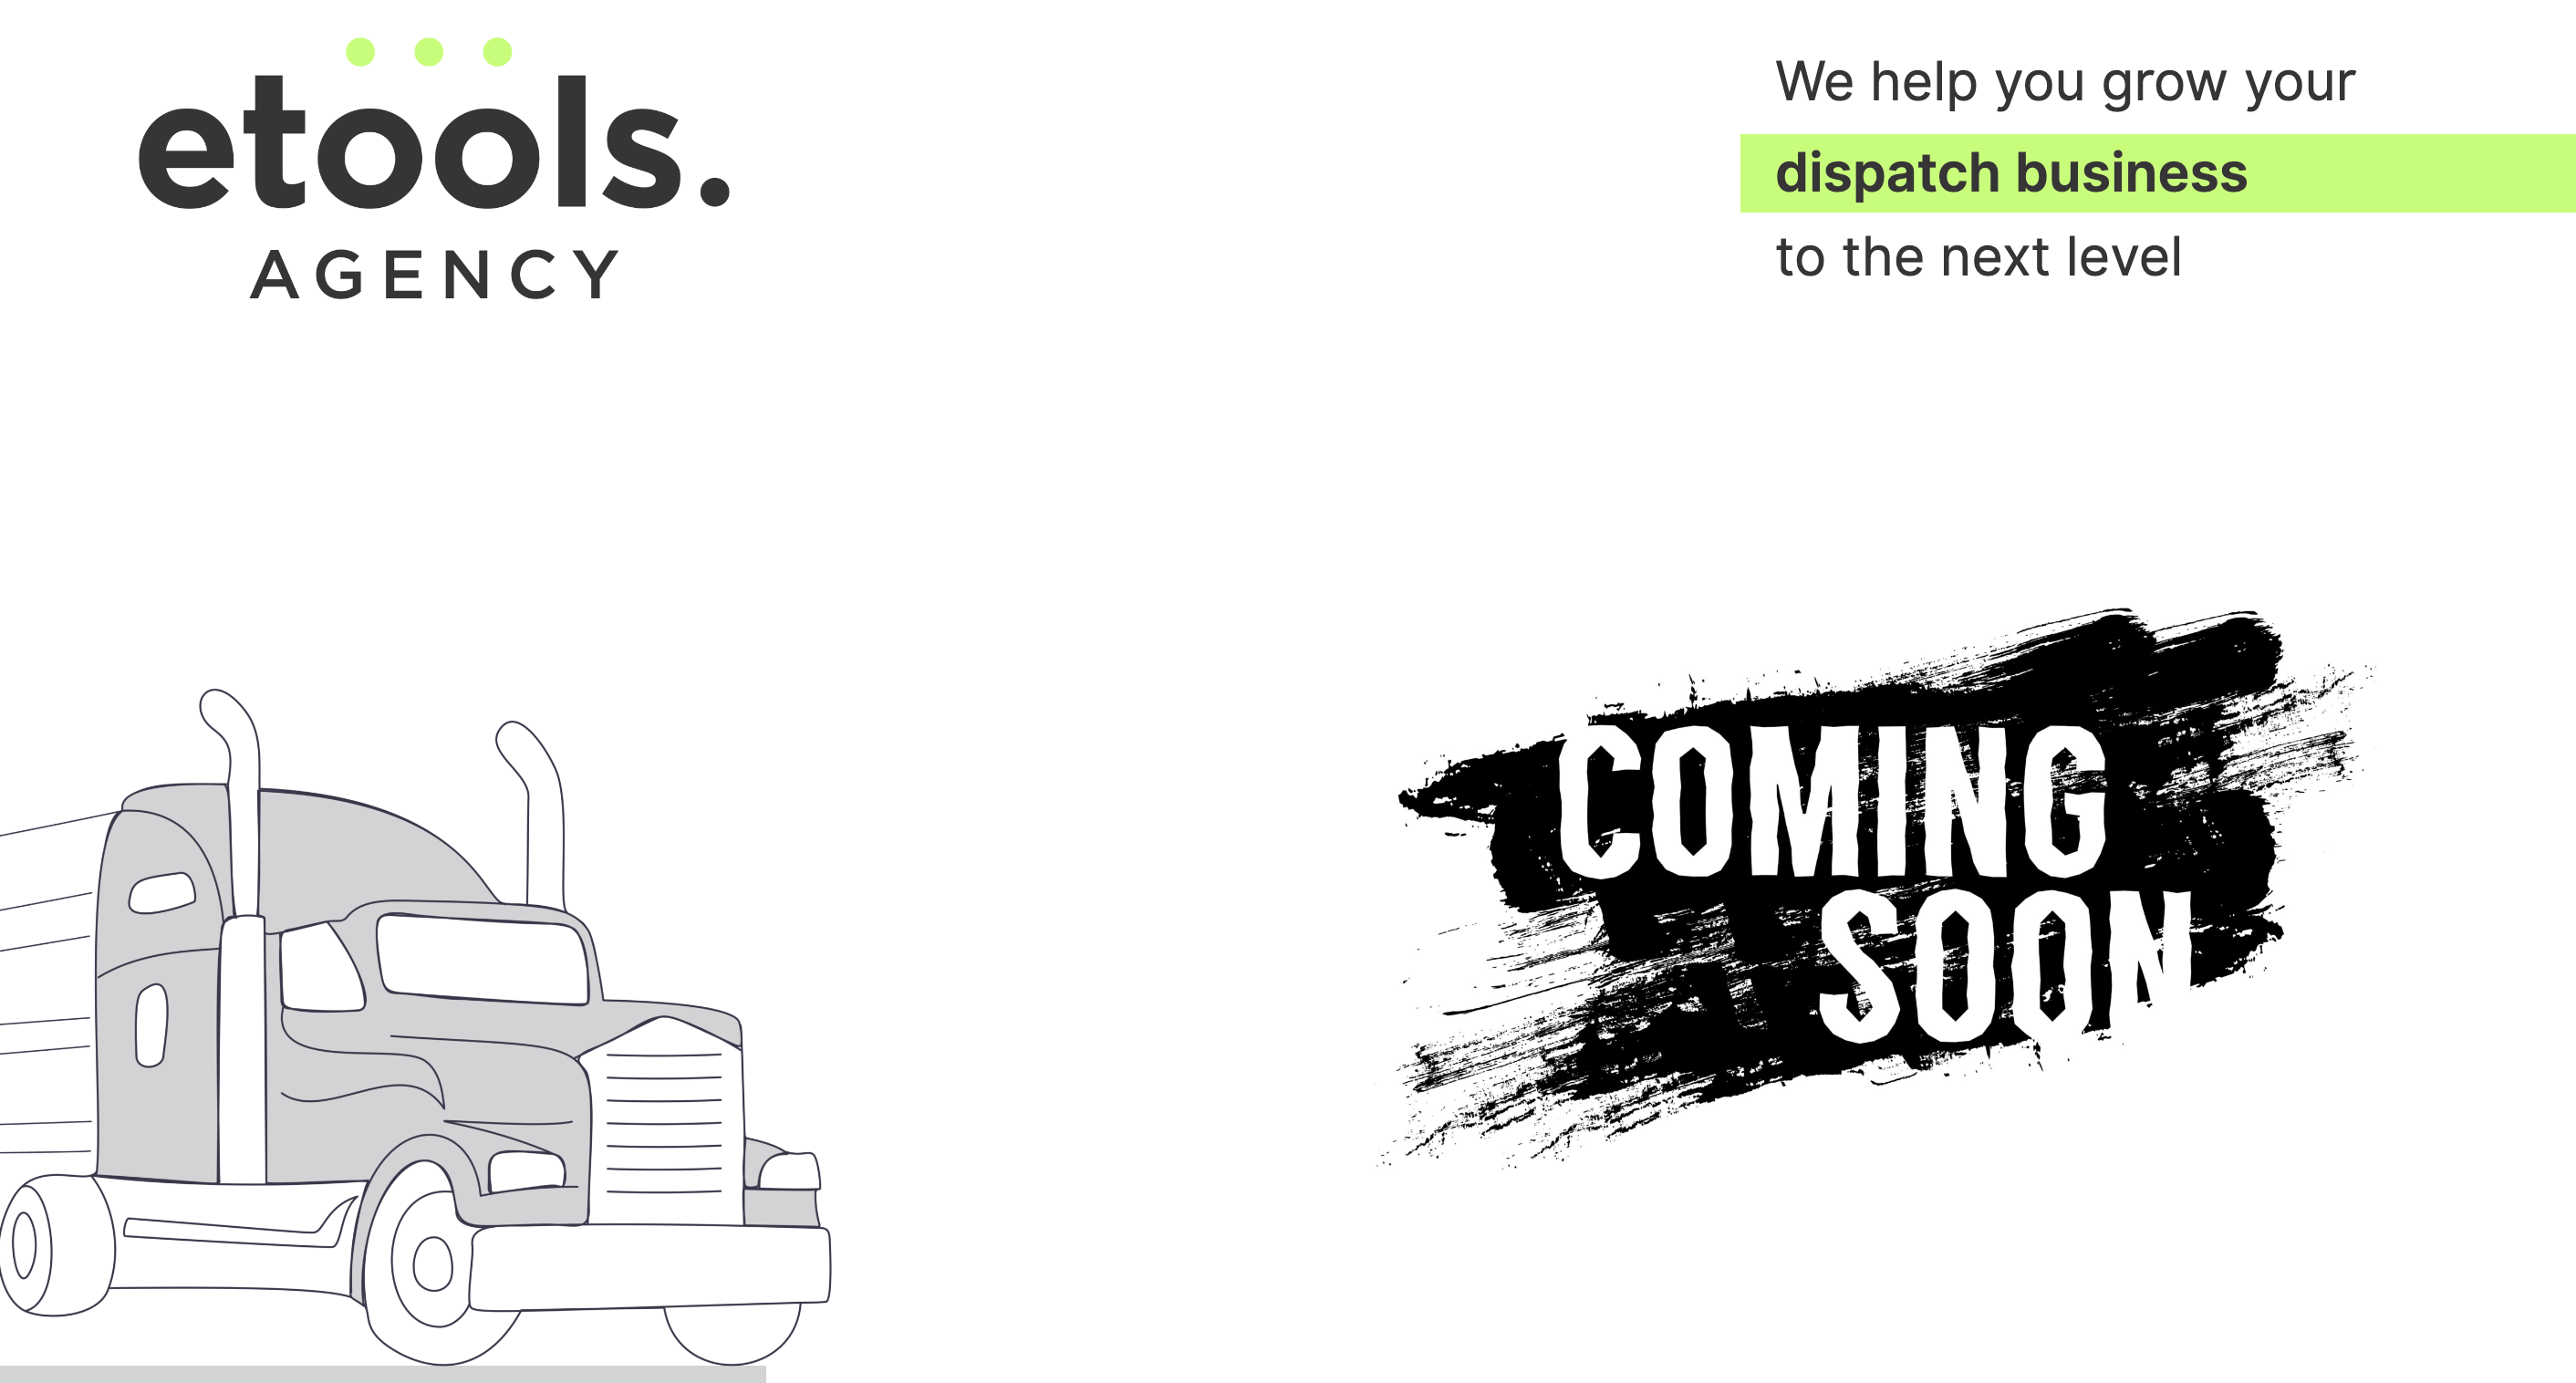 etools.
AGENCY
We help you grow your
dispatch business
to the next level
COMING
SOON